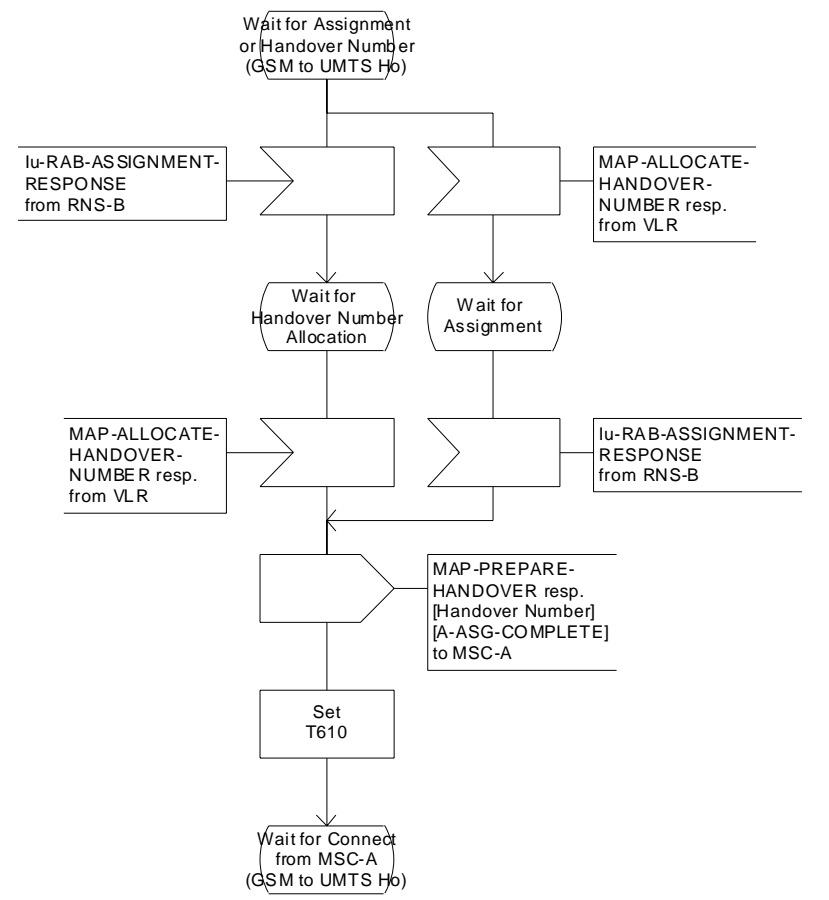 Wait for Assignment
or Handover Number
(GSM to UMTS Ho)
Iu-RAB-ASSIGNMENT-
RESPONSE
from RNS-B
MAP-ALLOCATE-
HANDOVER-
NUMBER resp.
from VLR
Wait for
Handover Number
Allocation
Wait for
Assignment
MAP-ALLOCATE-
HANDOVER-
NUMBER resp.
from VLR
Iu-RAB-ASSIGNMENT-
RESPONSE
from RNS-B
MAP-PREPARE-
HANDOVER resp.
[Handover Number]
[A-ASG-COMPLETE]
to MSC-A
Set
T610
Wait for Connect
from MSC-A
(GSM to UMTS Ho)